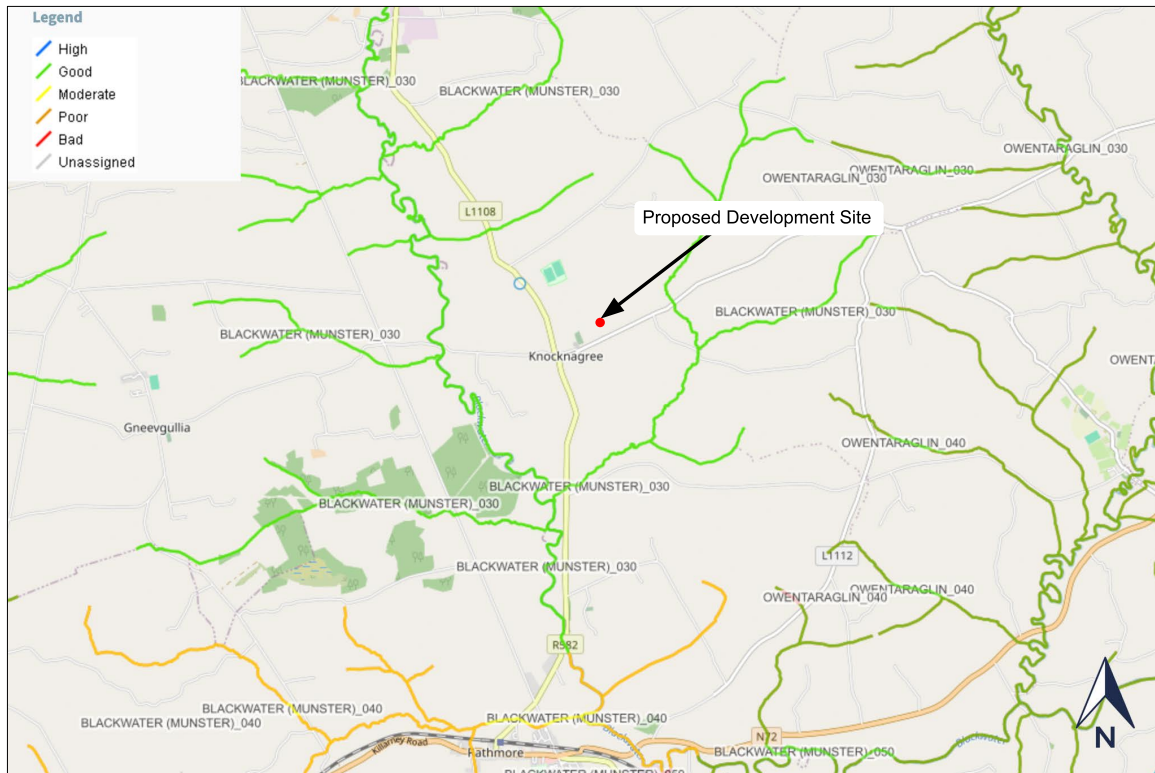 Legend
High
Good
Moderate
Poor
Bad
Unassigned
BLACKWATER (MUNSTER)_030
BLACKWATER (MUNSTER)_030
OWENTARAGLIN_030
OWENTARAGLIN_030
OWENTARAGLIN_030
L1108
Proposed Development Site
BLACKWATER (MUNSTER)_030
BLACKWATER (MUNSTER)_030
Knocknagree
OWENTA
Gneevgullia
OWENTARAGLIN_040
BLACKWATER (MUNSTER)_030
BLACKWATER (MUNSTER)_030
L1112
BLACKWATER (MUNSTER)_030
OWENTARAGLIN_040
OWENTARAGLIN_040
R582
BLACKWATER (MUNSTER)_040
BLACKWATER (MUNSTER)_040
BLACKWATER (MUNSTER)_040
N72
Killarney Road
Rathmore
Blackwater
BLACKWATER (MUNSTER)_050
N